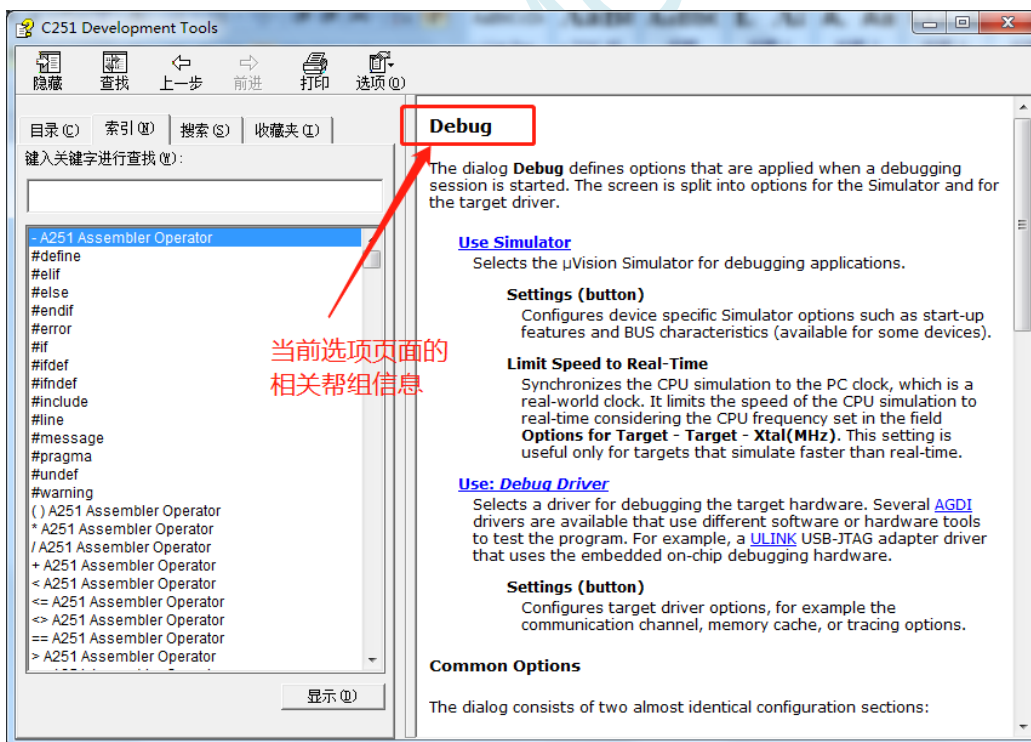 C251 Development Tools
隐藏
查找
上一步
前进
打印
选项(O)
目录(C)
索引(N)
搜索(S)
收藏夹(I)
键入关键字进行查找(W):
- A251 Assembler Operator
#define
#elif
#else
#endif
#error
#if
#ifdef
#ifndef
#include
#line
#message
#pragma
#undef
#warning
( ) A251 Assembler Operator
* A251 Assembler Operator
/ A251 Assembler Operator
+ A251 Assembler Operator
< A251 Assembler Operator
<= A251 Assembler Operator
<> A251 Assembler Operator
== A251 Assembler Operator
> A251 Assembler Operator
显示(D)
当前选项页面的
相关帮组信息
Debug
The dialog Debug defines options that are applied when a debugging
session is started. The screen is split into options for the Simulator and for
the target driver.
Use Simulator
Selects the µVision Simulator for debugging applications.
Settings (button)
Configures device specific Simulator options such as start-up
features and BUS characteristics (available for some devices).
Limit Speed to Real-Time
Synchronizes the CPU simulation to the PC clock, which is a
real-world clock. It limits the speed of the CPU simulation to
real-time considering the CPU frequency set in the field
Options for Target - Target - Xtal(MHz). This setting is
useful only for targets that simulate faster than real-time.
Use: Debug Driver
Selects a driver for debugging the target hardware. Several AGDI
drivers are available that use different software or hardware tools
to test the program. For example, a ULINK USB-JTAG adapter driver
that uses the embedded on-chip debugging hardware.
Settings (button)
Configures target driver options, for example the
communication channel, memory cache, or tracing options.
Common Options
The dialog consists of two almost identical configuration sections: